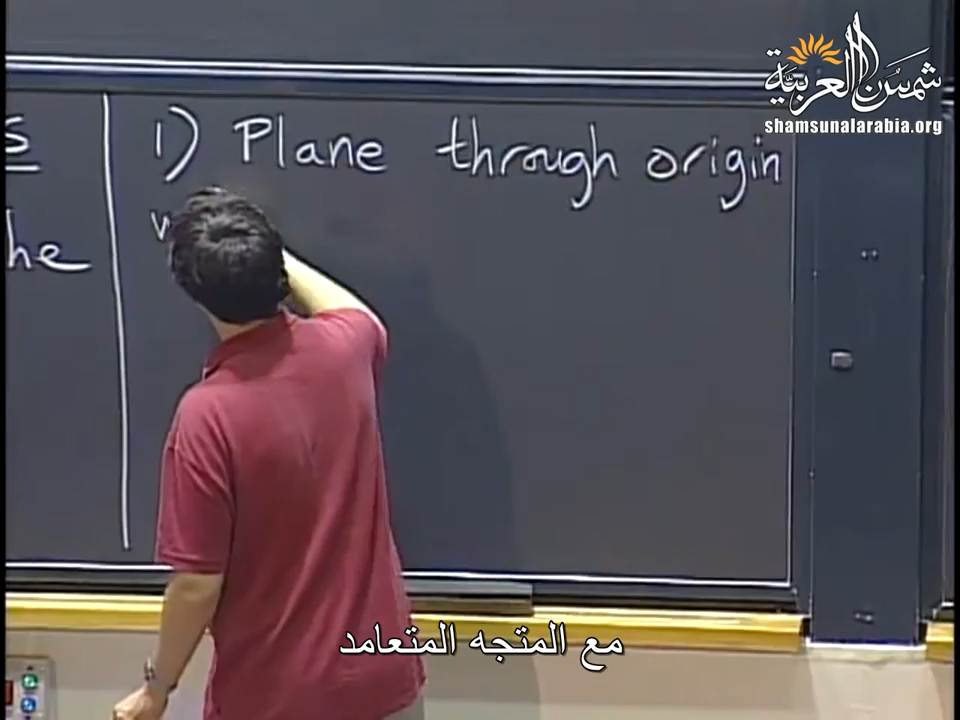 شمس العربية
shamsunalarabia.org
s
he
1) Plane through origin
w
مع المتجه المتعامد